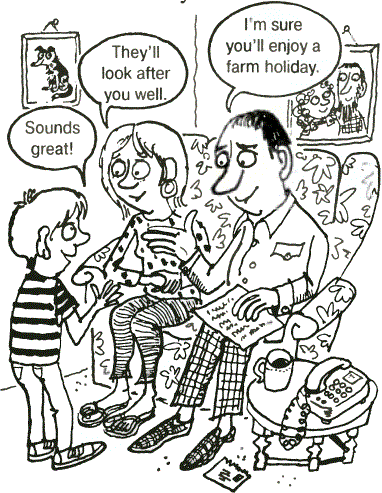 I'm sure
you'll enjoy a
farm holiday.
They'll
look after
you well.
Sounds
great!